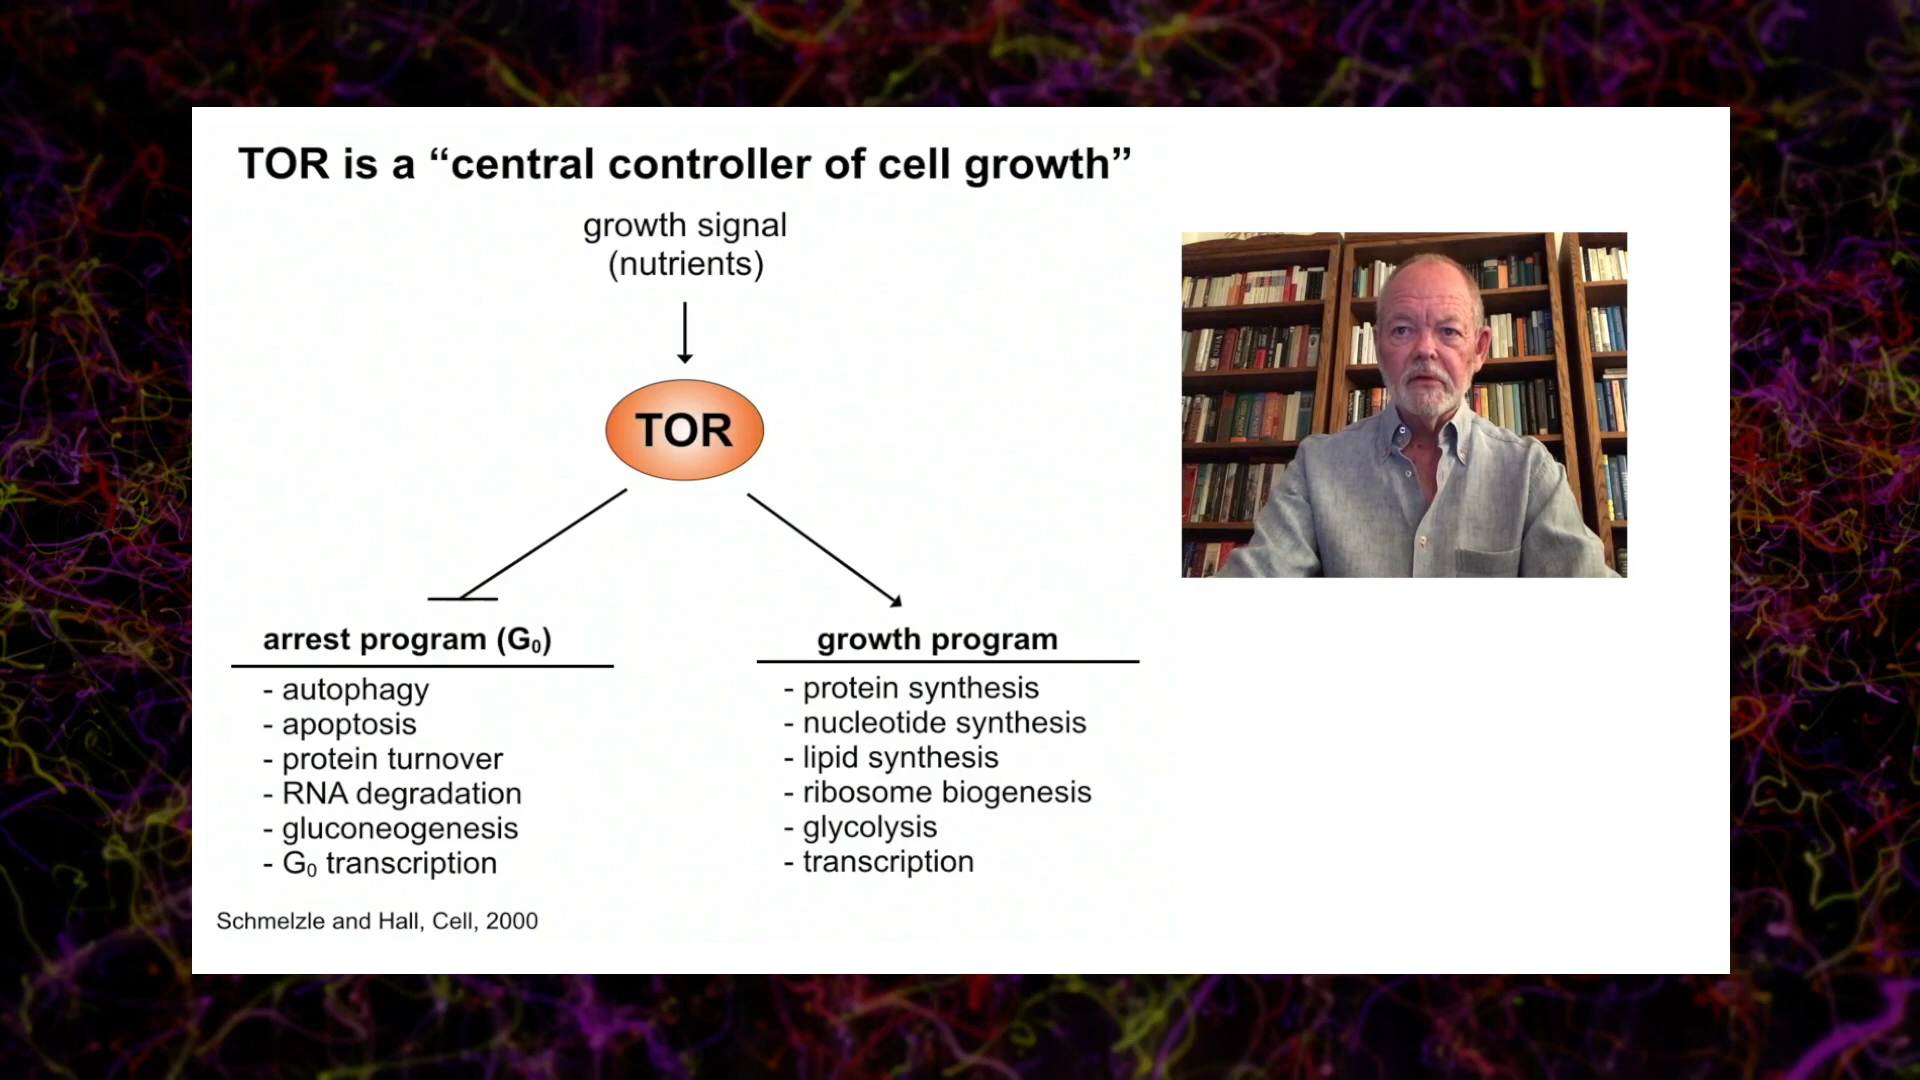 TOR is a “central controller of cell growth”
growth signal
(nutrients)
TOR
arrest program (G₀)
- autophagy
- apoptosis
- protein turnover
- RNA degradation
- gluconeogenesis
- G₀ transcription
growth program
- protein synthesis
- nucleotide synthesis
- lipid synthesis
- ribosome biogenesis
- glycolysis
- transcription
Schmelzle and Hall, Cell, 2000